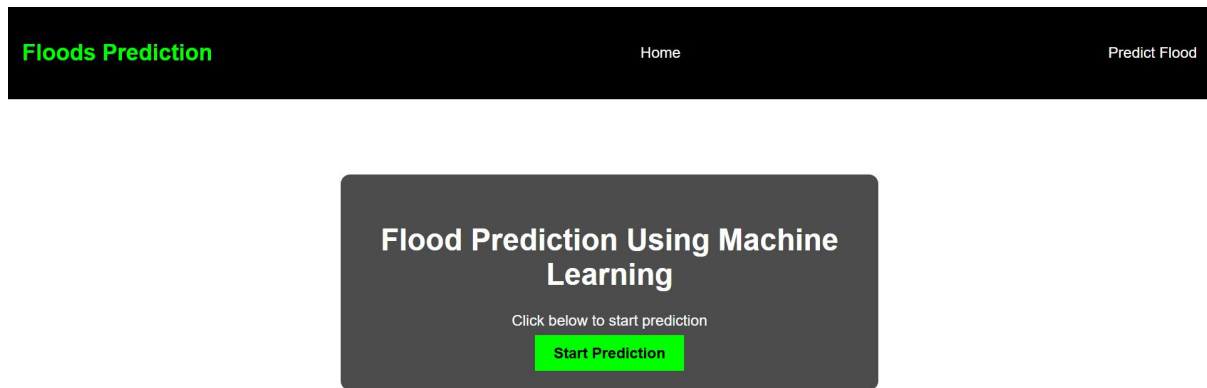 Floods Prediction
Home
Predict Flood
Flood Prediction Using Machine
Learning
Click below to start prediction
Start Prediction